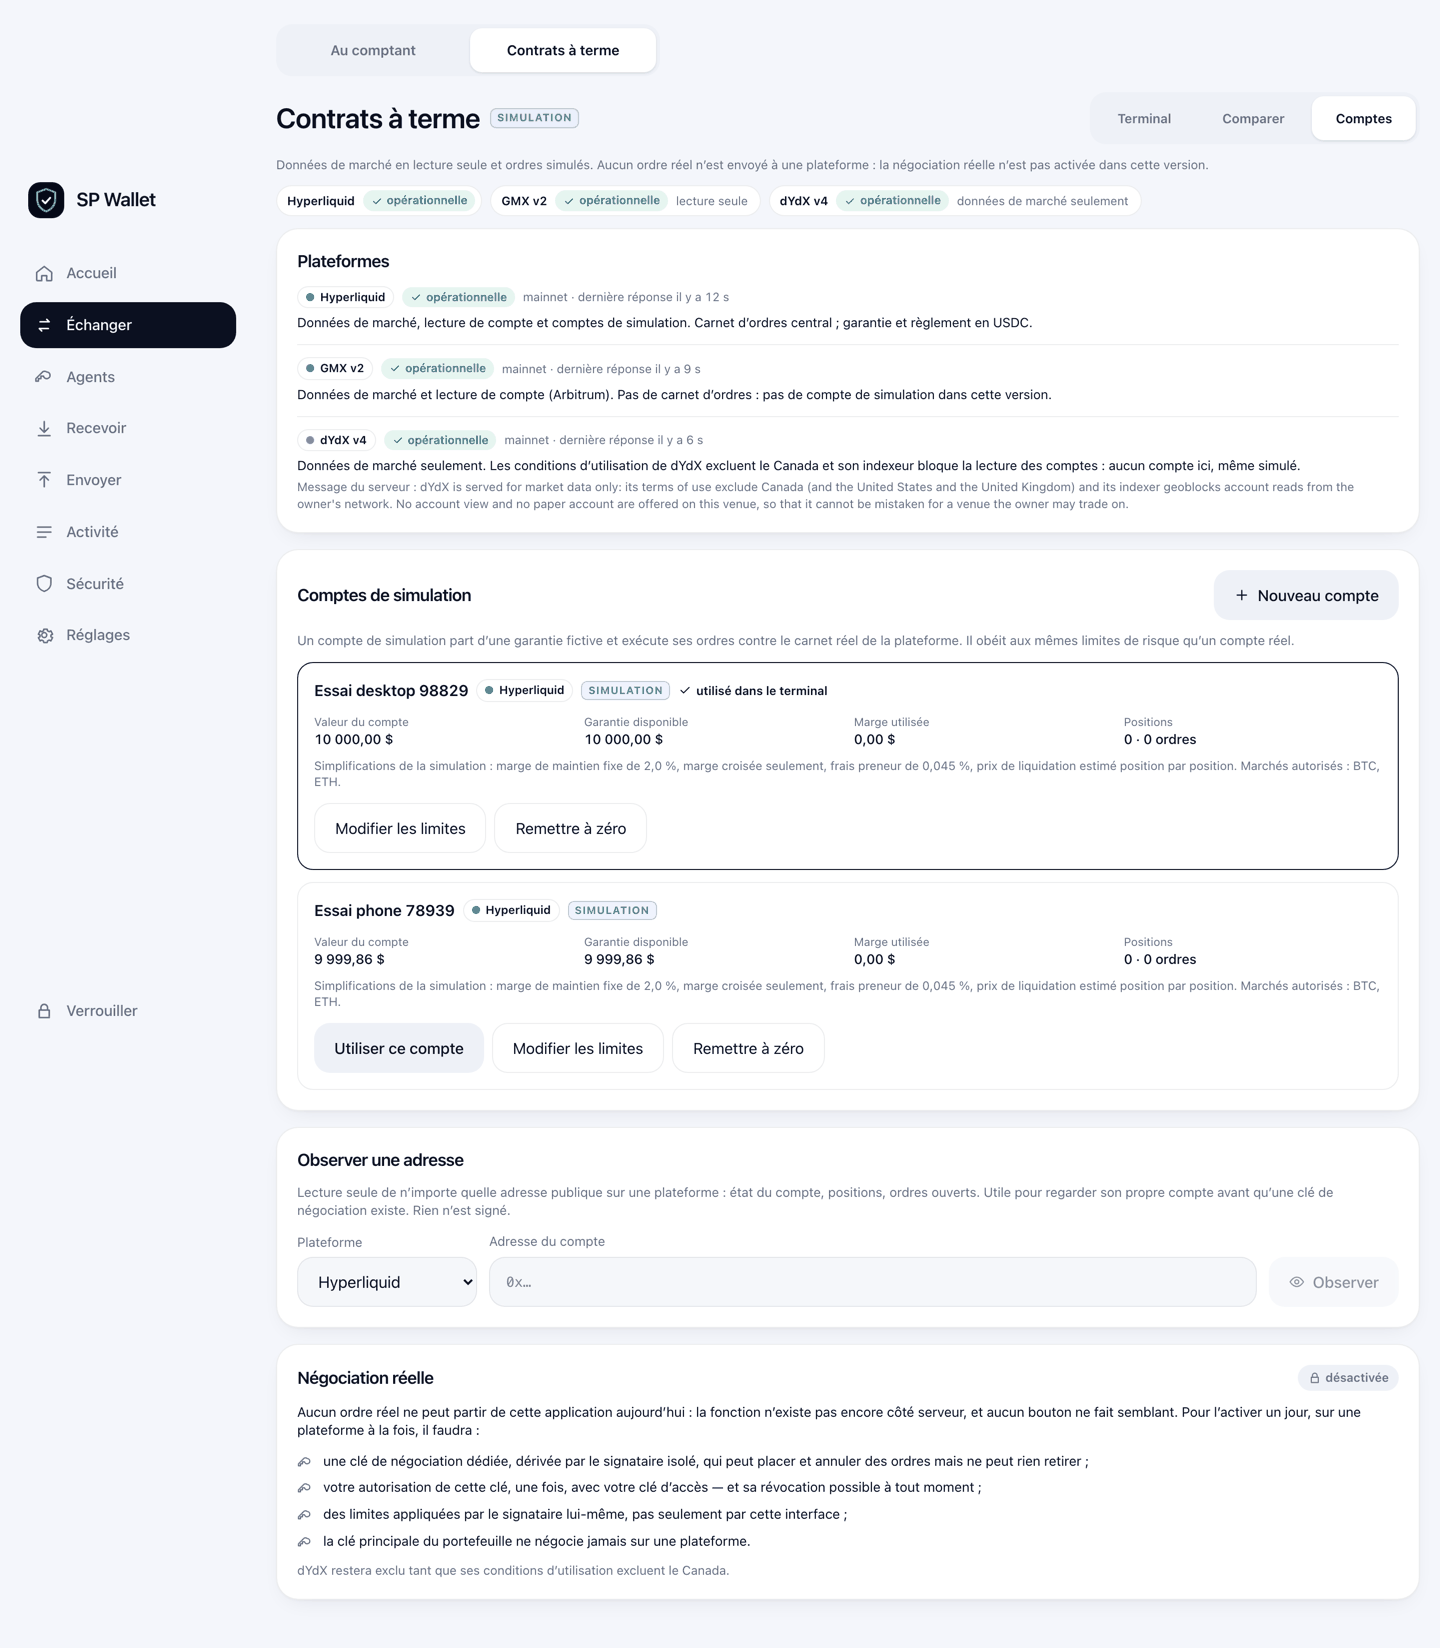 Au comptant
Contrats à terme
Contrats à terme SIMULATION
Terminal
Comparer
Comptes
Données de marché en lecture seule et ordres simulés. Aucun ordre réel n’est envoyé à une plateforme : la négociation réelle n’est pas activée dans cette version.
Hyperliquid opérationnelle
GMX v2 opérationnelle lecture seule
dYdX v4 opérationnelle données de marché seulement
SP Wallet
Accueil
Échanger
Agents
Recevoir
Envoyer
Activité
Sécurité
Réglages
Verrouiller
Plateformes
Hyperliquid opérationnelle mainnet · dernière réponse il y a 12 s
Données de marché, lecture de compte et comptes de simulation. Carnet d’ordres central ; garantie et règlement en USDC.
GMX v2 opérationnelle mainnet · dernière réponse il y a 9 s
Données de marché et lecture de compte (Arbitrum). Pas de carnet d’ordres : pas de compte de simulation dans cette version.
dYdX v4 opérationnelle mainnet · dernière réponse il y a 6 s
Données de marché seulement. Les conditions d’utilisation de dYdX excluent le Canada et son indexeur bloque la lecture des comptes : aucun compte ici, même simulé.
Message du serveur : dYdX is served for market data only: its terms of use exclude Canada (and the United States and the United Kingdom) and its indexer geoblocks account reads from the
owner's network. No account view and no paper account are offered on this venue, so that it cannot be mistaken for a venue the owner may trade on.
Comptes de simulation
Nouveau compte
Un compte de simulation part d’une garantie fictive et exécute ses ordres contre le carnet réel de la plateforme. Il obéit aux mêmes limites de risque qu’un compte réel.
Essai desktop 98829 Hyperliquid SIMULATION utilisé dans le terminal
Valeur du compte Garantie disponible Marge utilisée Positions
10 000,00 $ 10 000,00 $ 0,00 $ 0 · 0 ordres
Simplifications de la simulation : marge de maintien fixe de 2,0 %, marge croisée seulement, frais preneur de 0,045 %, prix de liquidation estimé position par position. Marchés autorisés : BTC,
ETH.
Modifier les limites Remettre à zéro
Essai phone 78939 Hyperliquid SIMULATION
Valeur du compte Garantie disponible Marge utilisée Positions
9 999,86 $ 9 999,86 $ 0,00 $ 0 · 0 ordres
Simplifications de la simulation : marge de maintien fixe de 2,0 %, marge croisée seulement, frais preneur de 0,045 %, prix de liquidation estimé position par position. Marchés autorisés : BTC,
ETH.
Utiliser ce compte Modifier les limites Remettre à zéro
Observer une adresse
Lecture seule de n’importe quelle adresse publique sur une plateforme : état du compte, positions, ordres ouverts. Utile pour regarder son propre compte avant qu’une clé de
négociation existe. Rien n’est signé.
Plateforme Adresse du compte
Hyperliquid 0x… Observer
Négociation réelle désactivée
Aucun ordre réel ne peut partir de cette application aujourd’hui : la fonction n’existe pas encore côté serveur, et aucun bouton ne fait semblant. Pour l’activer un jour, sur une
plateforme à la fois, il faudra :
une clé de négociation dédiée, dérivée par le signataire isolé, qui peut placer et annuler des ordres mais ne peut rien retirer ;
votre autorisation de cette clé, une fois, avec votre clé d’accès — et sa révocation possible à tout moment ;
des limites appliquées par le signataire lui-même, pas seulement par cette interface ;
la clé principale du portefeuille ne négocie jamais sur une plateforme.
dYdX restera exclu tant que ses conditions d’utilisation excluent le Canada.